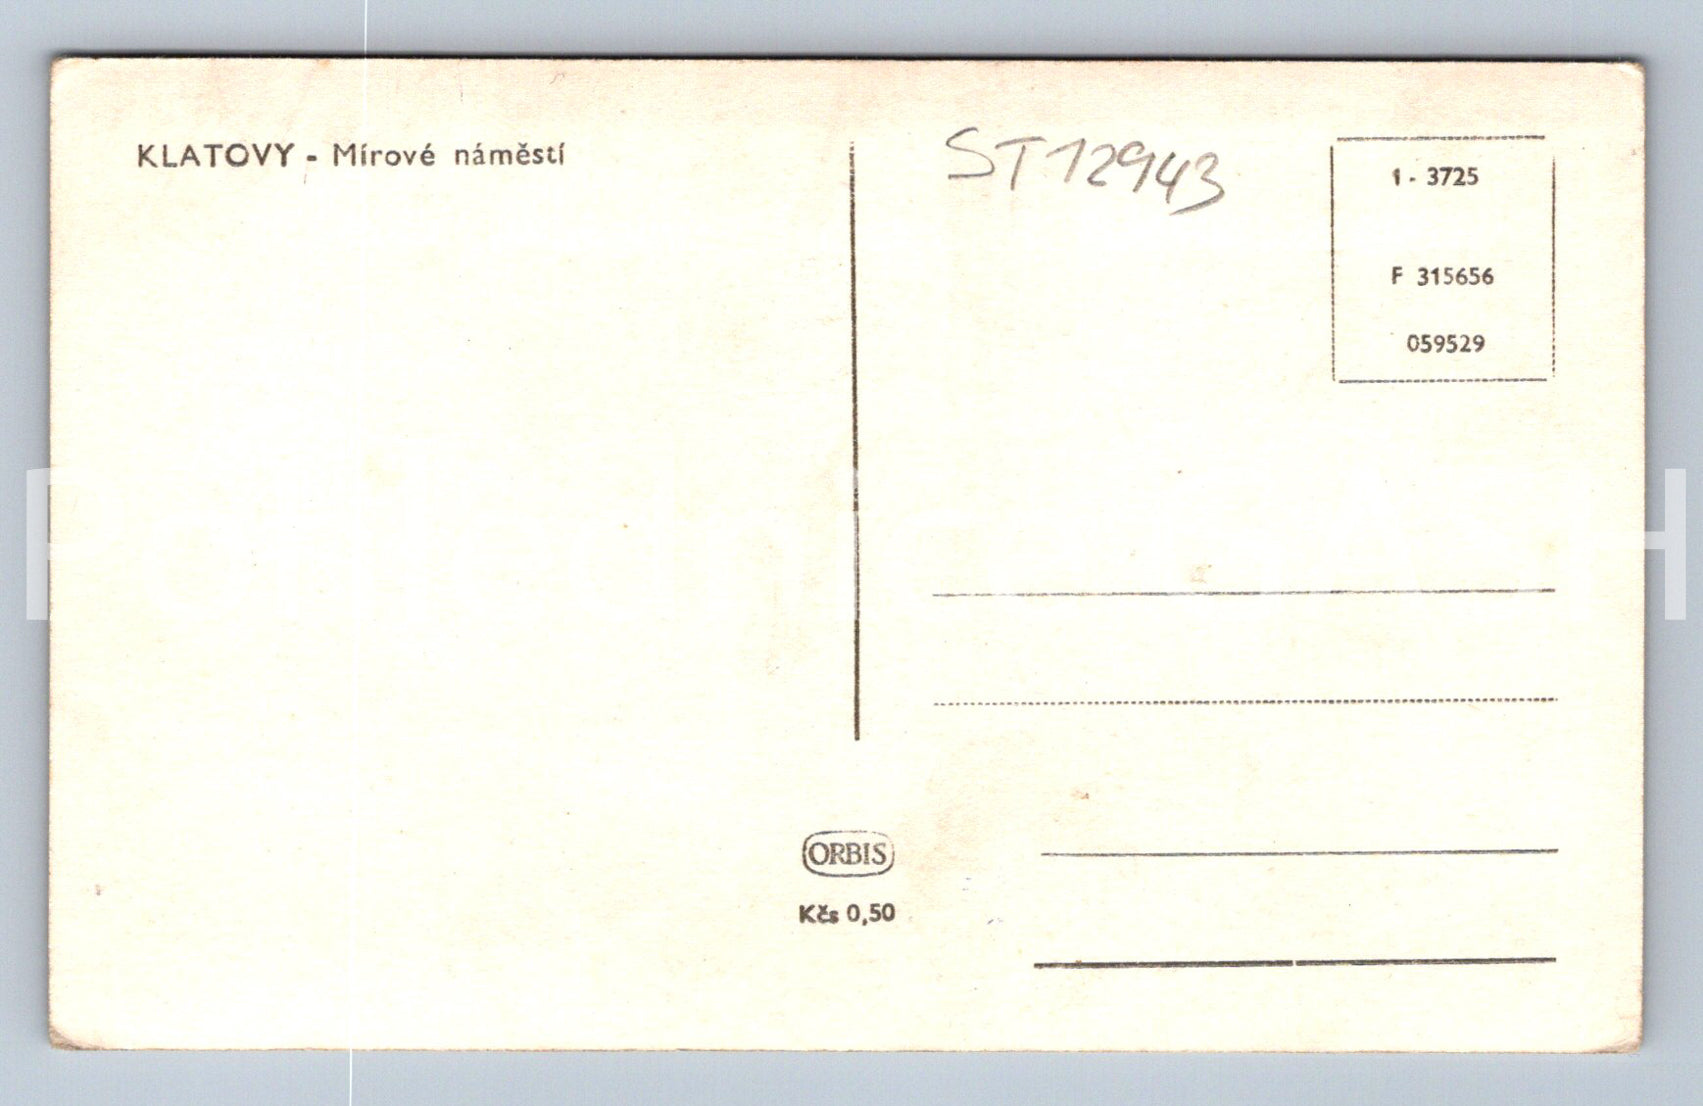 KLATOVY - Mírové náměstí
ST12943
1 - 3725
F 315656
059529
ORBIS
Kčs 0,50